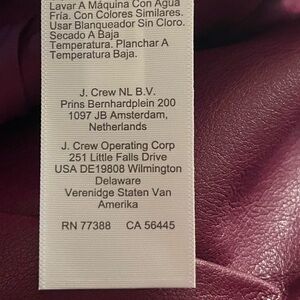 Lavar A Máquina Con Agua
Fría. Con Colores Similares.
Usar Blanqueador Sin Cloro.
Secado A Baja
Temperatura. Planchar A
Temperatura Baja.
J. Crew NL B.V.
Prins Bernhardplein 200
1097 JB Amsterdam,
Netherlands
J. Crew Operating Corp
251 Little Falls Drive
USA DE19808 Wilmington
Delaware
Verenidge Staten Van
Amerika
RN 77388 CA 56445